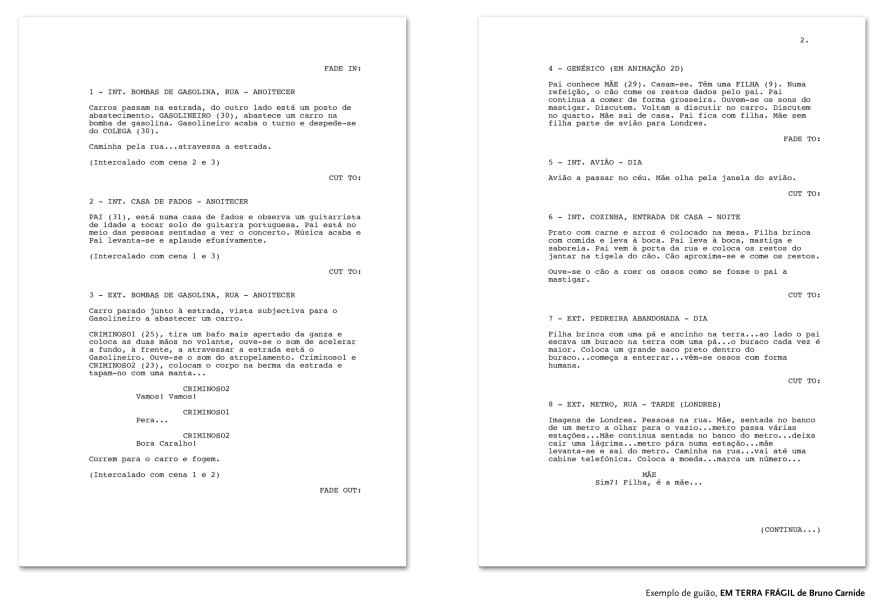 FADE IN:
1 - INT. BOMBAS DE GASOLINA, RUA - ANOITECER
Carros passam na estrada, do outro lado está um posto de
abastecimento. GASOLINEIRO (30), abastece um carro na
bomba de gasolina. Gasolineiro acaba o turno e despede-se
do COLEGA (30).
Caminha pela rua...atravessa a estrada.
(Intercalado com cena 2 e 3)
CUT TO:
2 - INT. CASA DE FADOS - ANOITECER
PAI (31), está numa casa de fados e observa um guitarrista
de idade a tocar solo de guitarra portuguesa. Pai está no
meio das pessoas sentadas a ver o concerto. Música acaba e
Pai levanta-se e aplaude efusivamente.
(Intercalado com cena 1 e 3)
CUT TO:
3 - EXT. BOMBAS DE GASOLINA, RUA - ANOITECER
Carro parado junto à estrada, vista subjectiva para o
Gasolineiro a abastecer um carro.
CRIMINOSO1 (25), tira um bafo mais apertado da ganza e
coloca as duas mãos no volante, ouve-se o som de acelerar
a fundo, à frente, a atravessar a estrada está o
Gasolineiro. Ouve-se o som do atropelamento. Criminoso1 e
CRIMINOSO2 (23), colocam o corpo na berma da estrada e
tapam-no com uma manta...
CRIMINOSO2
Vamos! Vamos!
CRIMINOSO1
Pera...
CRIMINOSO2
Bora Caralho!
Correm para o carro e fogem.
(Intercalado com cena 1 e 2)
FADE OUT:
2.
4 - GENÉRICO (EM ANIMAÇÃO 2D)
Pai conhece MÃE (29). Casam-se. Têm uma FILHA (9). Numa
refeição, o cão come os restos dados pelo pai. Pai
continua a comer de forma grosseira. Ouvem-se os sons do
mastigar. Discutem. Voltam a discutir no carro. Discutem
no quarto. Mãe sai de casa. Pai fica com filha. Mãe sem
filha parte de avião para Londres.
FADE TO:
5 - INT. AVIÃO - DIA
Avião a passar no céu. Mãe olha pela janela do avião.
CUT TO:
6 - INT. COZINHA, ENTRADA DE CASA - NOITE
Prato com carne e arroz é colocado na mesa. Filha brinca
com comida e leva à boca. Pai leva à boca, mastiga e
saboreia. Pai vem à porta da rua e coloca os restos do
jantar na tigela do cão. Cão aproxima-se e come os restos.
Ouve-se o cão a roer os ossos como se fosse o pai a
mastigar.
CUT TO:
7 - EXT. PEDREIRA ABANDONADA - DIA
Filha brinca com uma pá e ancinho na terra...ao lado o pai
escava um buraco na terra com uma pá...o buraco cada vez é
maior. Coloca um grande saco preto dentro do
buraco...começa a enterrar...vêm-se ossos com forma
humana.
CUT TO:
8 - EXT. METRO, RUA - TARDE (LONDRES)
Imagens de Londres. Pessoas na rua. Mãe, sentada no banco
de um metro a olhar para o vazio...metro passa várias
estações...Mãe continua sentada no banco do metro...deixa
cair uma lágrima...metro pára numa estação...mãe
levanta-se e sai do metro. Caminha na rua...vai até uma
cabine telefónica. Coloca a moeda...marca um número...
MÃE
Sim?! Filha, é a mãe...
(CONTINUA...)
Exemplo de guião, EM TERRA FRÁGIL de Bruno Carnide